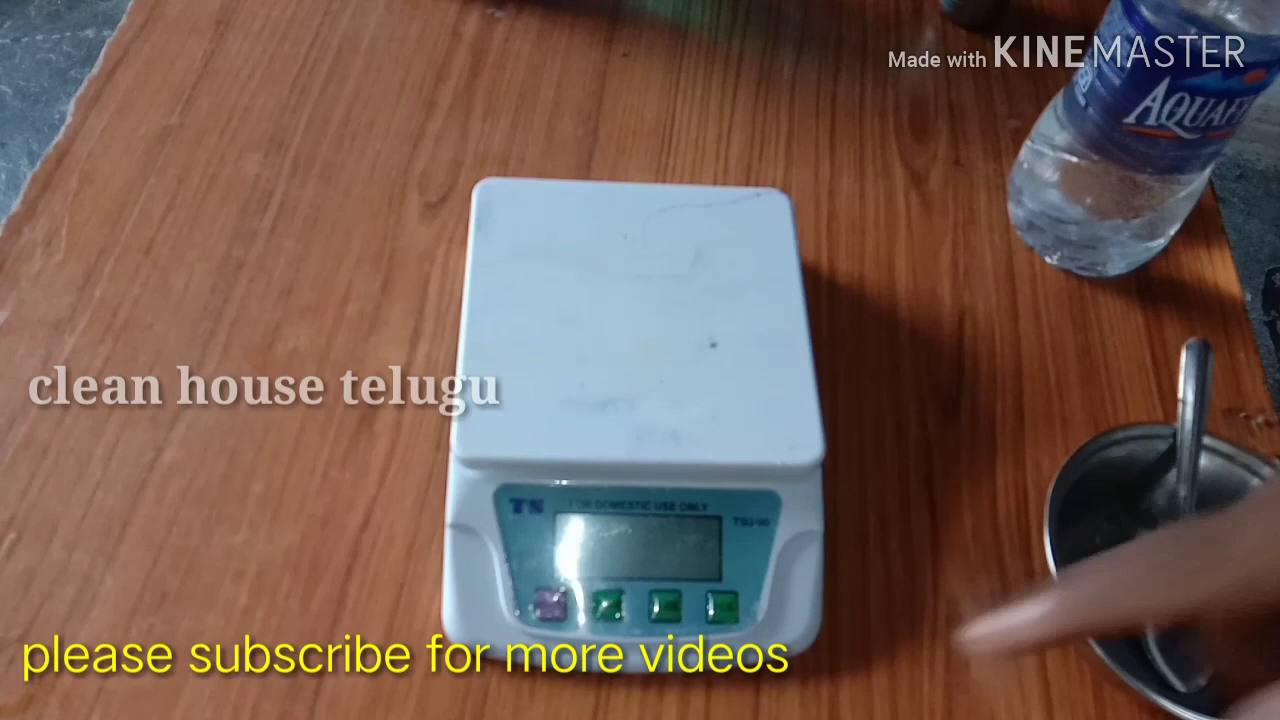 Made with KINEMASTER
AQUAFI
clean house telugu
TS FOR DOMESTIC USE ONLY
please subscribe for more videos